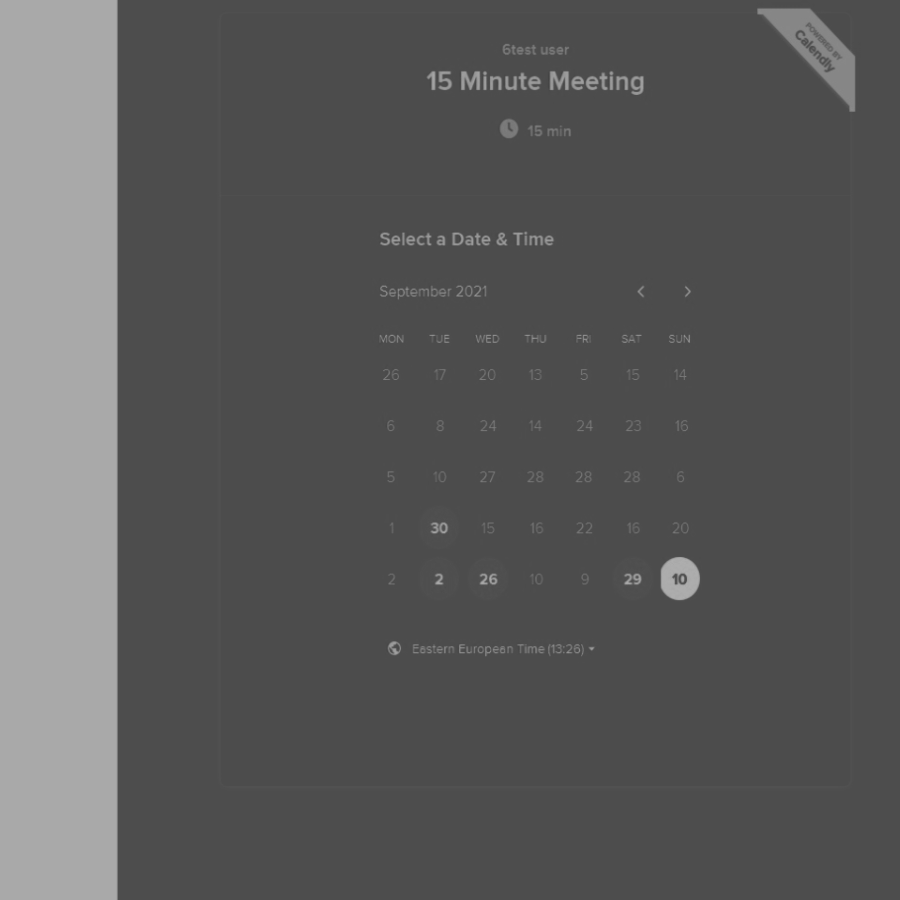 6test user
15 Minute Meeting
15 min
POWERED BY
Calendly
Select a Date & Time
September 2021
MON TUE WED THU FRI SAT SUN
26 17 20 13 5 15 14
6 8 24 14 24 23 16
5 10 27 28 28 28 6
1 30 15 16 22 16 20
2 2 26 10 9 29 10
Eastern European Time (13:26)